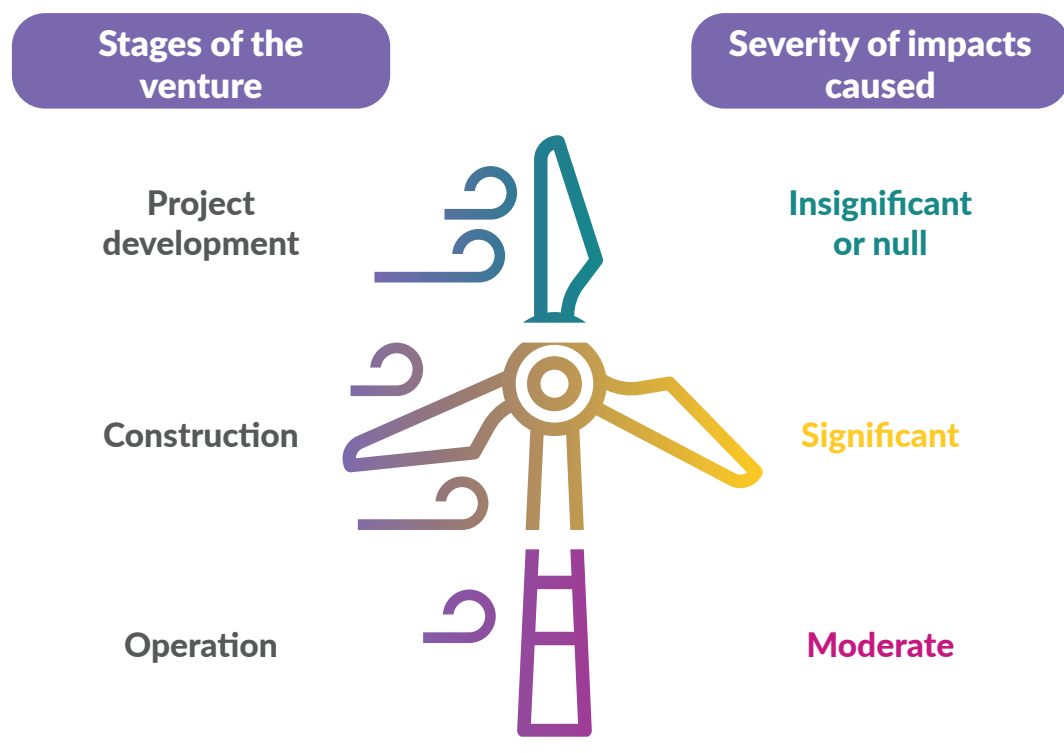 Stages of the
venture
Severity of impacts
caused
Project
development
Insignificant
or null
Construction
Significant
Operation
Moderate